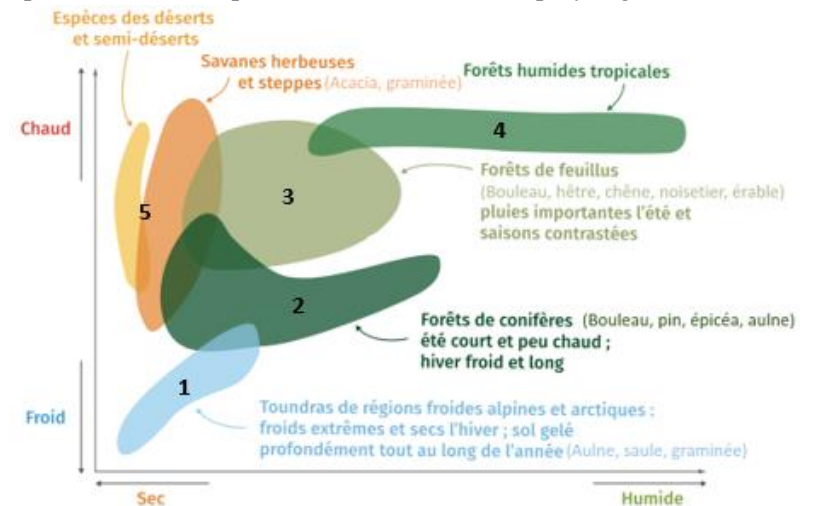 Espèces des déserts
et semi-déserts
Savanes herbeuses
et steppes (Acacia, graminée)
Forêts humides tropicales
Chaud
4
Forêts de feuillus
(Bouleau, hêtre, chêne, noisetier, érable)
pluies importantes l'été et
saisons contrastées
3
5
2
Forêts de conifères (Bouleau, pin, épicéa, aulne)
été court et peu chaud ;
hiver froid et long
1
Froid
Toundras de régions froides alpines et arctiques :
froids extrêmes et secs l'hiver ; sol gelé
profondément tout au long de l'année (Aulne, saule, graminée)
Sec
Humide